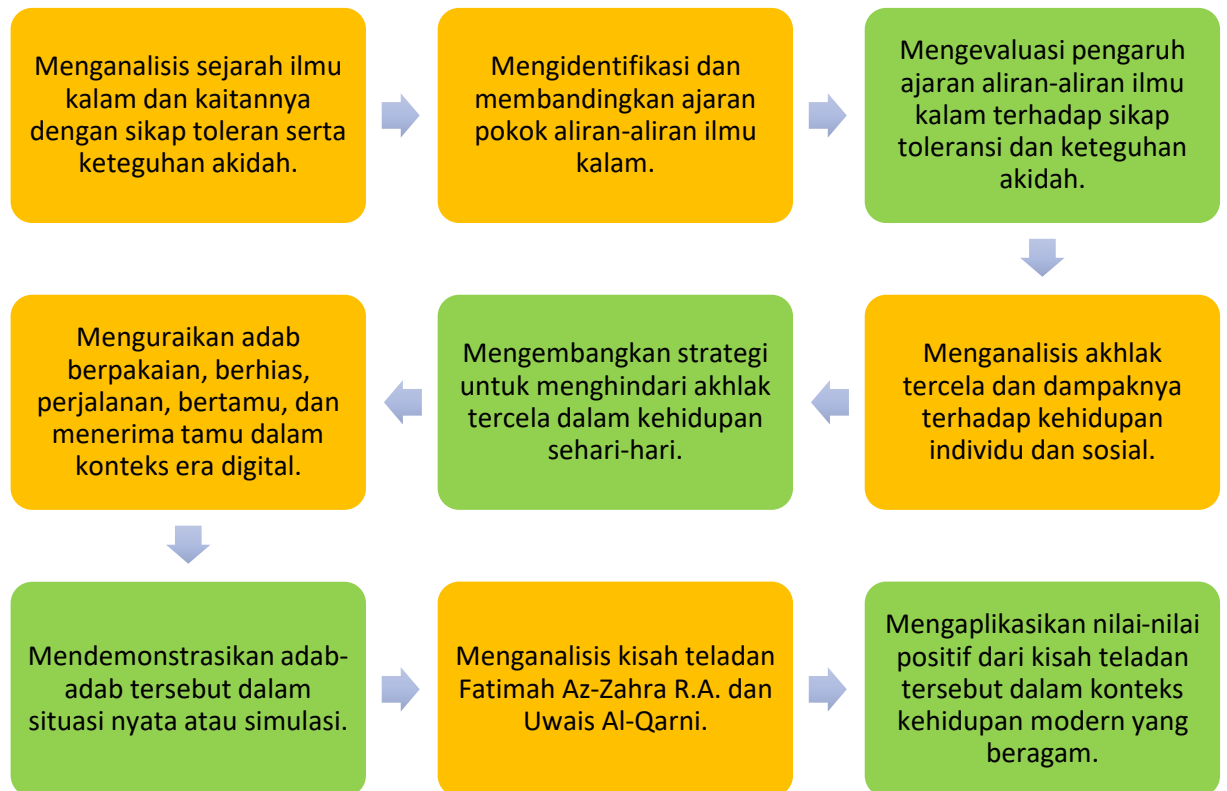 Menganalisis sejarah ilmu
kalam dan kaitannya
dengan sikap toleran serta
keteguhan akidah.
Mengidentifikasi dan
membandingkan ajaran
pokok aliran-aliran ilmu
kalam.
Mengevaluasi pengaruh
ajaran aliran-aliran ilmu
kalam terhadap sikap
toleransi dan keteguhan
akidah.
Menganalisis akhlak
tercela dan dampaknya
terhadap kehidupan
individu dan sosial.
Mengembangkan strategi
untuk menghindari akhlak
tercela dalam kehidupan
sehari-hari.
Menguraikan adab
berpakaian, berhias,
perjalanan, bertamu, dan
menerima tamu dalam
konteks era digital.
Mendemonstrasikan adab-
adab tersebut dalam
situasi nyata atau simulasi.
Menganalisis kisah teladan
Fatimah Az-Zahra R.A. dan
Uwais Al-Qarni.
Mengaplikasikan nilai-nilai
positif dari kisah teladan
tersebut dalam konteks
kehidupan modern yang
beragam.